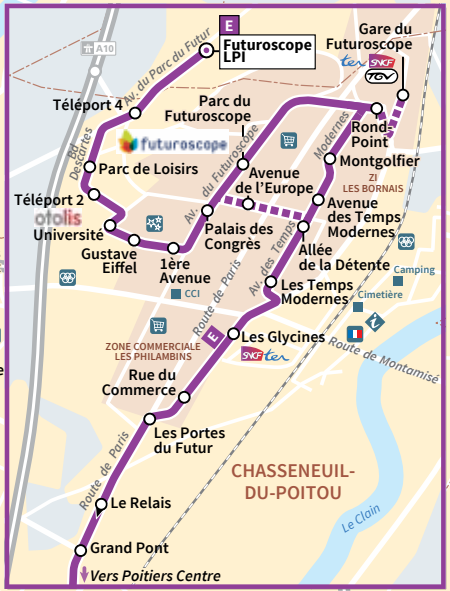 E
Futuroscope
LPI
Gare du
Futuroscope
ter SNCF
TGV
A10
Av. du Parc du Futur
Téléport 4
Parc du
Futuroscope
Rond-
Point
Modernes
Bd
Descartes
futuroscope
Montgolfier
ZI
LES BORNAIS
Parc de Loisirs
Av. du Futuroscope
Avenue
de l'Europe
Téléport 2
otolis
Université
Avenue
des Temps
Modernes
Palais des
Congrès
Gustave
Eiffel
1ère
Avenue
Allée
de la Détente
Av. des Temps
Camping
CCI
Route de Paris
Les Temps
Modernes
Cimetière
E
Les Glycines
SNCF ter
ZONE COMMERCIALE
LES PHILAMBINS
Route de Montamisé
Rue du
Commerce
Les Portes
du Futur
Route de Paris
CHASSENEUIL-
DU-POITOU
Le Relais
Le Clain
Grand Pont
Vers Poitiers Centre